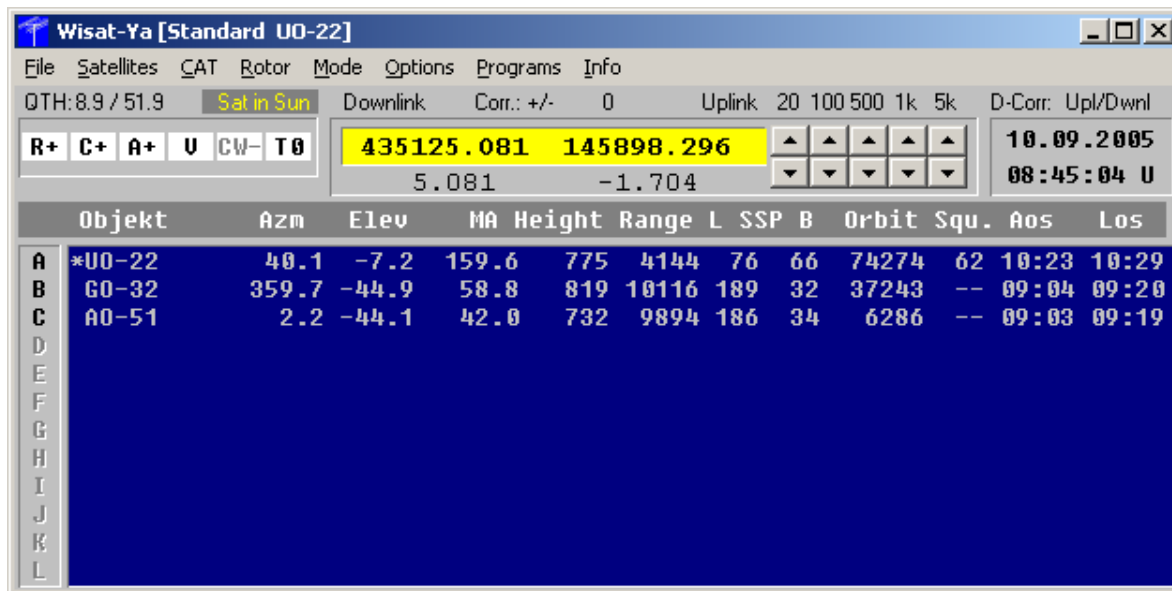 Wisat-Ya [Standard UO-22]
File Satellites CAT Rotor Mode Options Programs Info
QTH: 8.9 / 51.9 Sat in Sun Downlink Corr.: +/- 0 Uplink 20 100 500 1k 5k D-Corr: Upl/Dwnl
R+ C+ A+ U CW- T0 435125.081 145898.296 10.09.2005
5.081 -1.704 08:45:04 U
Objekt Azm Elev MA Height Range L SSP B Orbit Squ. Aos Los
A *UO-22 40.1 -7.2 159.6 775 4144 76 66 74274 62 10:23 10:29
B GO-32 359.7 -44.9 58.8 819 10116 189 32 37243 -- 09:04 09:20
C AO-51 2.2 -44.1 42.0 732 9894 186 34 6286 -- 09:03 09:19
D
E
F
G
H
I
J
K
L